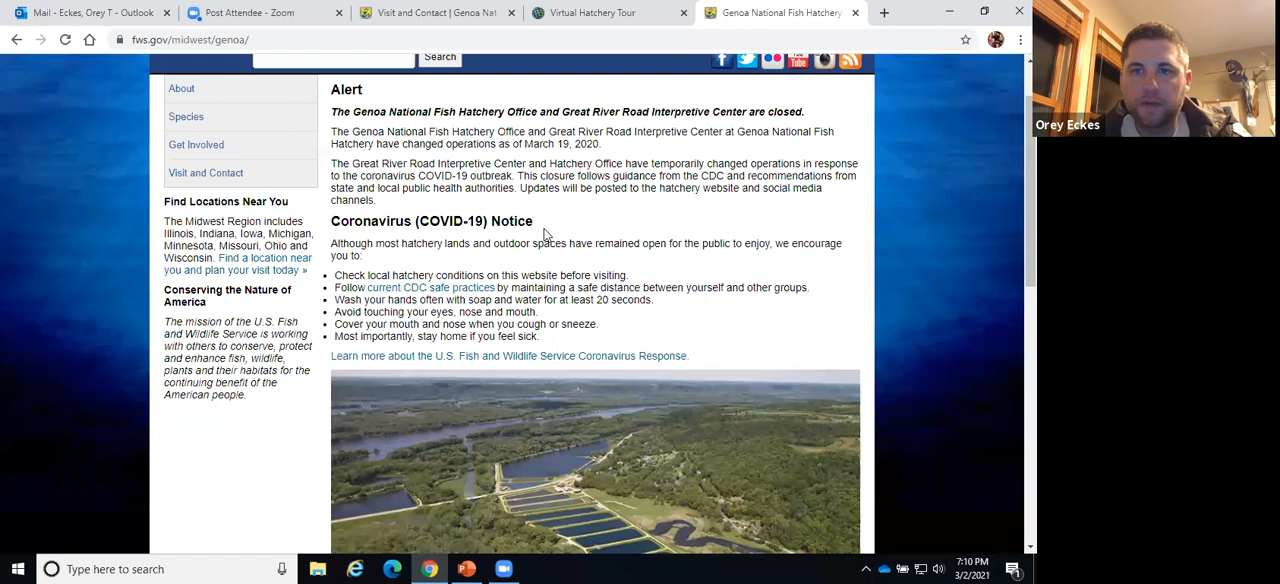 Mail - Eckes, Orey T - Outlook
Post Attendee - Zoom
Visit and Contact | Genoa Nat
Virtual Hatchery Tour
Genoa National Fish Hatchery
fws.gov/midwest/genoa/
Search
You
Tube
About
Species
Get Involved
Visit and Contact
Find Locations Near You
The Midwest Region includes
Illinois, Indiana, Iowa, Michigan,
Minnesota, Missouri, Ohio and
Wisconsin. Find a location near
you and plan your visit today »
Conserving the Nature of
America
The mission of the U.S. Fish
and Wildlife Service is working
with others to conserve, protect
and enhance fish, wildlife,
plants and their habitats for the
continuing benefit of the
American people.
Alert
The Genoa National Fish Hatchery Office and Great River Road Interpretive Center are closed.
The Genoa National Fish Hatchery Office and Great River Road Interpretive Center at Genoa National Fish
Hatchery have changed operations as of March 19, 2020.
The Great River Road Interpretive Center and Hatchery Office have temporarily changed operations in response
to the coronavirus COVID-19 outbreak. This closure follows guidance from the CDC and recommendations from
state and local public health authorities. Updates will be posted to the hatchery website and social media
channels.
Coronavirus (COVID-19) Notice
Although most hatchery lands and outdoor spaces have remained open for the public to enjoy, we encourage
you to:
• Check local hatchery conditions on this website before visiting.
• Follow current CDC safe practices by maintaining a safe distance between yourself and other groups.
• Wash your hands often with soap and water for at least 20 seconds.
• Avoid touching your eyes, nose and mouth.
• Cover your mouth and nose when you cough or sneeze.
• Most importantly, stay home if you feel sick.
Learn more about the U.S. Fish and Wildlife Service Coronavirus Response.
Orey Eckes
Type here to search
7:10 PM
3/2/2021
1